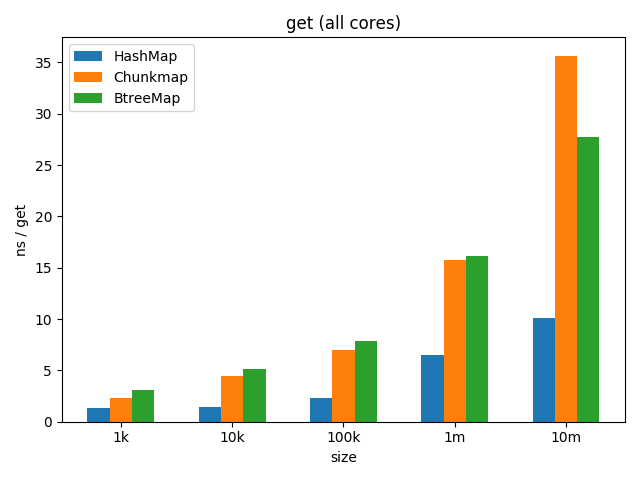 get (all cores)
HashMap
Chunkmap
BtreeMap
ns / get
35
30
25
20
15
10
5
0
1k 10k 100k 1m 10m
size